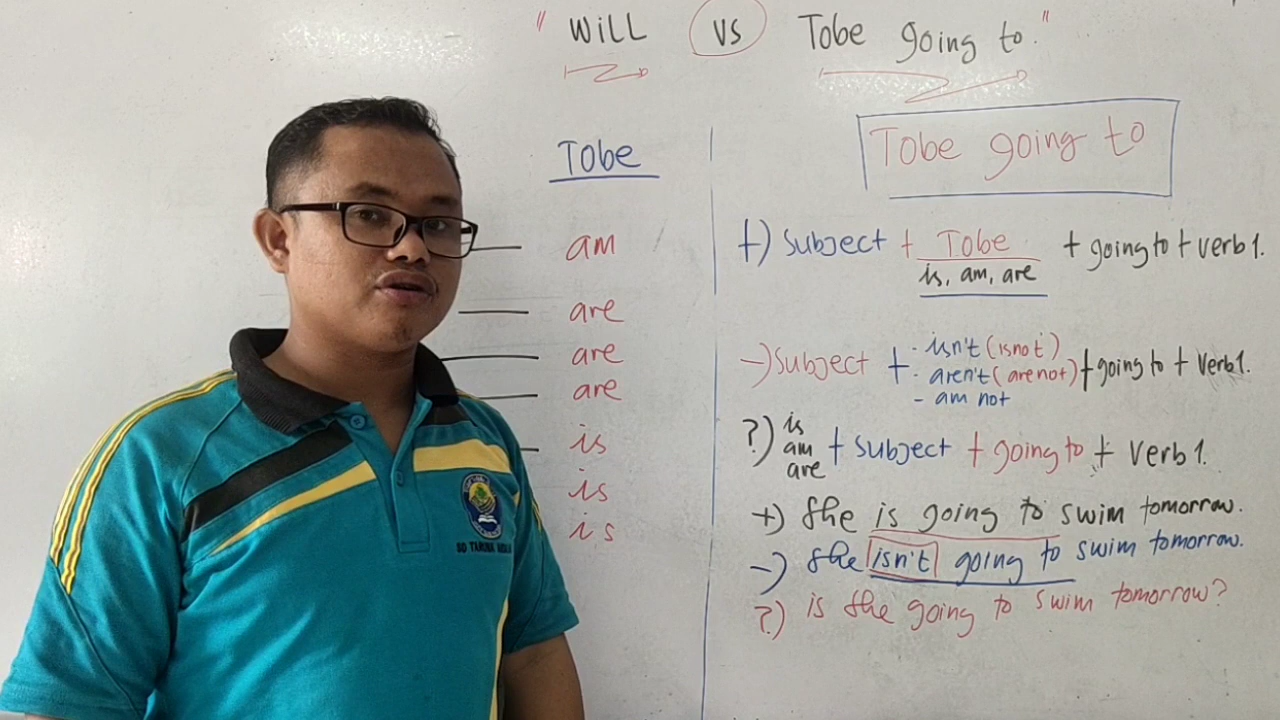 " WiLL vs Tobe going to "
Tobe
am
are
are
are
is
is
is
Tobe going to
+) Subject + Tobe + going to + verb 1.
is, am, are
-) Subject + · isn't (is not) + going to + verb 1.
· aren't (are not)
- am not
?) is + subject + going to + verb 1.
am
are
+) She is going to swim tomorrow.
-) She isn't going to swim tomorrow.
?) is she going to swim tomorrow?
SD TARUNA